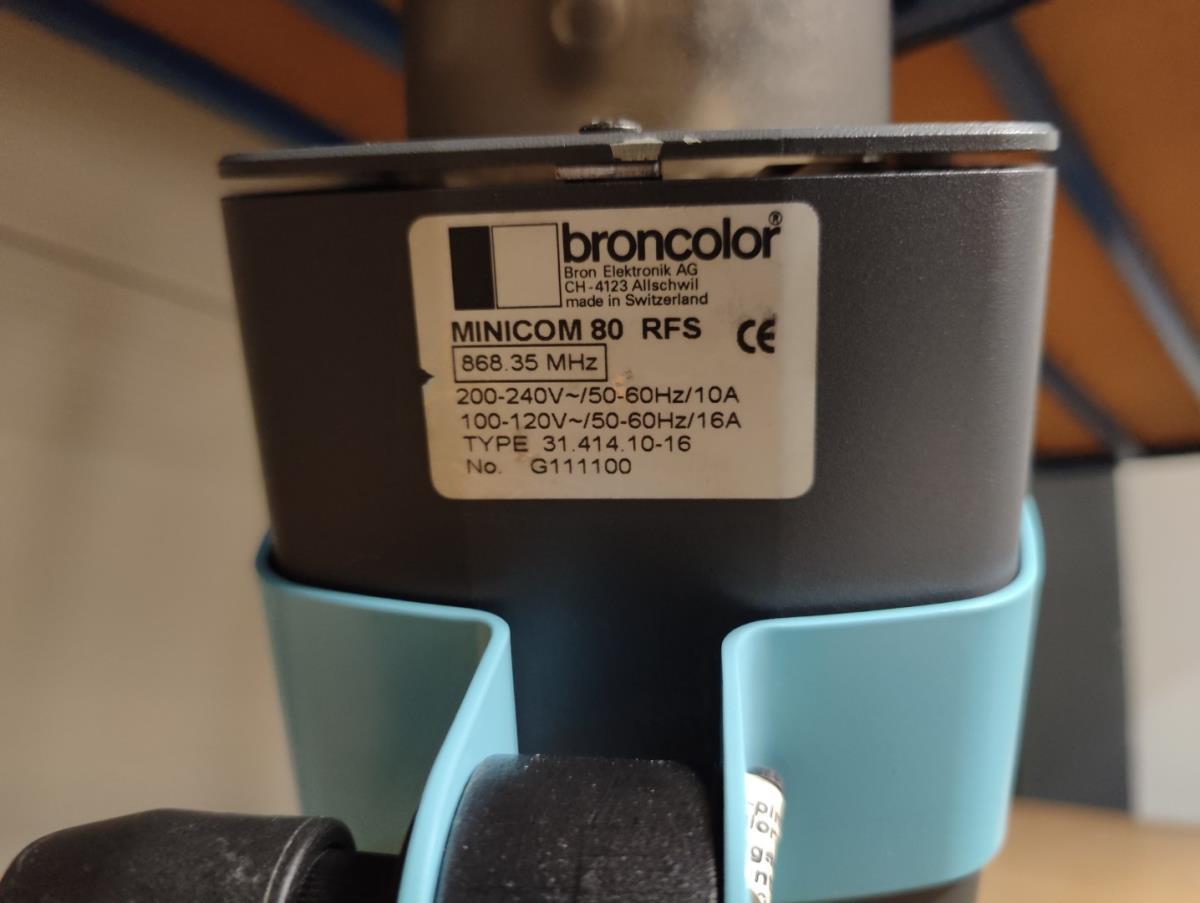 broncolor®
Bron Elektronik AG
CH-4123 Allschwil
made in Switzerland
MINICOM 80 RFS CE
868.35 MHz
200-240V~/50-60Hz/10A
100-120V~/50-60Hz/16A
TYPE 31.414.10-16
No. G111100